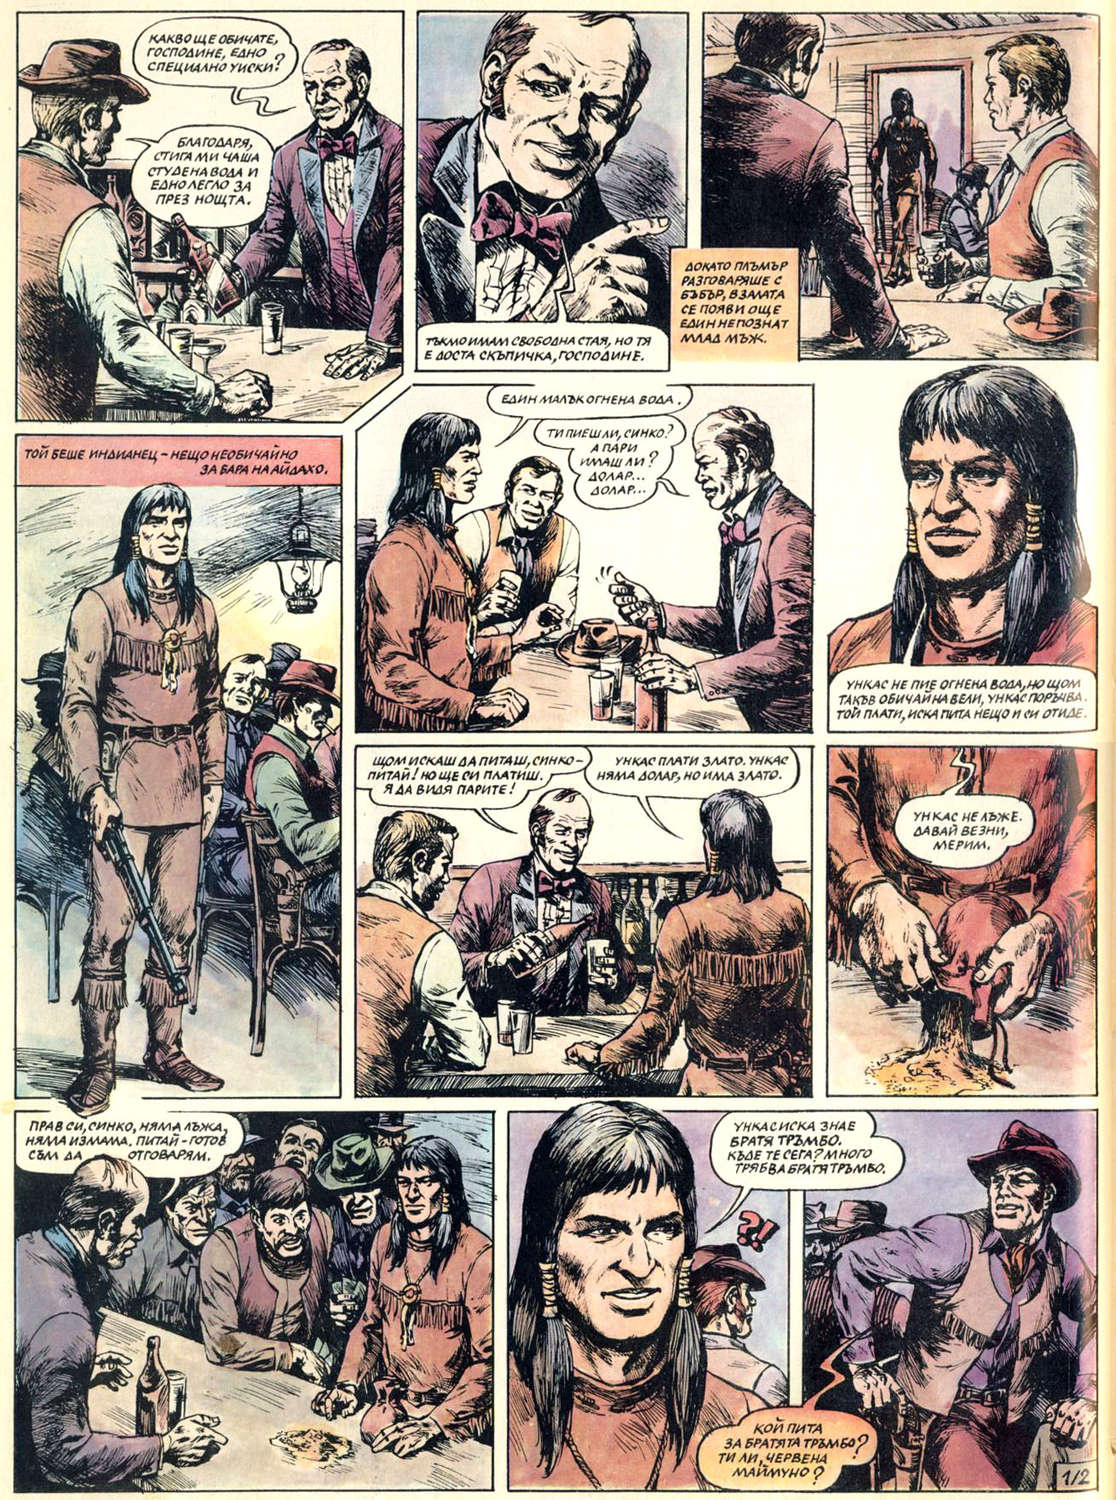 КАКВО ЩЕ ОБИЧАТЕ,
ГОСПОДИНЕ, ЕДНО
СПЕЦИАЛНО УИСКИ?
БЛАГОДАРЯ,
СТИГА МИ ЧАША
СТУДЕНА ВОДА И
ЕДНО ЛЕГЛО ЗА
ПРЕЗ НОЩТА.
ТЪКМО ИМАМ СВОБОДНА СТАЯ, НО ТЯ
Е ДОСТА СКЪПИЧКА, ГОСПОДИНЕ.
ДОКАТО ПЛЪМЪР
РАЗГОВАРЯШЕ С
БЪБЪР, В ЗАЛАТА
СЕ ПОЯВИ ОЩЕ
ЕДИН НЕПОЗНАТ
МЛАД МЪЖ.
ТОЙ БЕШЕ ИНДИАНЕЦ - НЕЩО НЕОБИЧАЙНО
ЗА БАРА НА АЙДАХО.
ЕДИН МАЛЪК ОГНЕНА ВОДА.
ТИ ПИЕШ ЛИ, СИНКО?
А ПАРИ
ИМАШ ЛИ?
ДОЛАР...
ДОЛАР...
УНКАС НЕ ПИЕ ОГНЕНА ВОДА, НО ЩОМ
ТАКЪВ ОБИЧАЙ НА ВЕЛИ, УНКАС ПОРЪЧВА.
ТОЙ ПЛАТИ, ИСКА ПИТА НЕЩО И СИ ОТИДЕ.
ЩОМ ИСКАШ ДА ПИТАШ, СИНКО-
ПИТАЙ! НО ЩЕ СИ ПЛАТИШ.
Я ДА ВИДЯ ПАРИТЕ!
УНКАС ПЛАТИ ЗЛАТО. УНКАС
НЯМА ДОЛАР, НО ИМА ЗЛАТО.
УНКАС НЕ ЛЪЖЕ.
ДАВАЙ ВЕЗНИ,
МЕРИМ.
ПРАВ СИ, СИНКО, НЯМА ЛЪЖА,
НЯМА ИЗМАМА. ПИТАЙ - ГОТОВ
СЪМ ДА ОТГОВАРЯМ.
УНКАС ИСКА ЗНАЕ
БРАТЯ ТРЪМБО.
КЪДЕ ТЕ СЕГА? МНОГО
ТРЯБВА БРАТЯ ТРЪМБО.
?!
КОЙ ПИТА
ЗА БРАТЯТА ТРЪМБО?
ТИ ЛИ, ЧЕРВЕНА
МАЙМУНО?
1/2